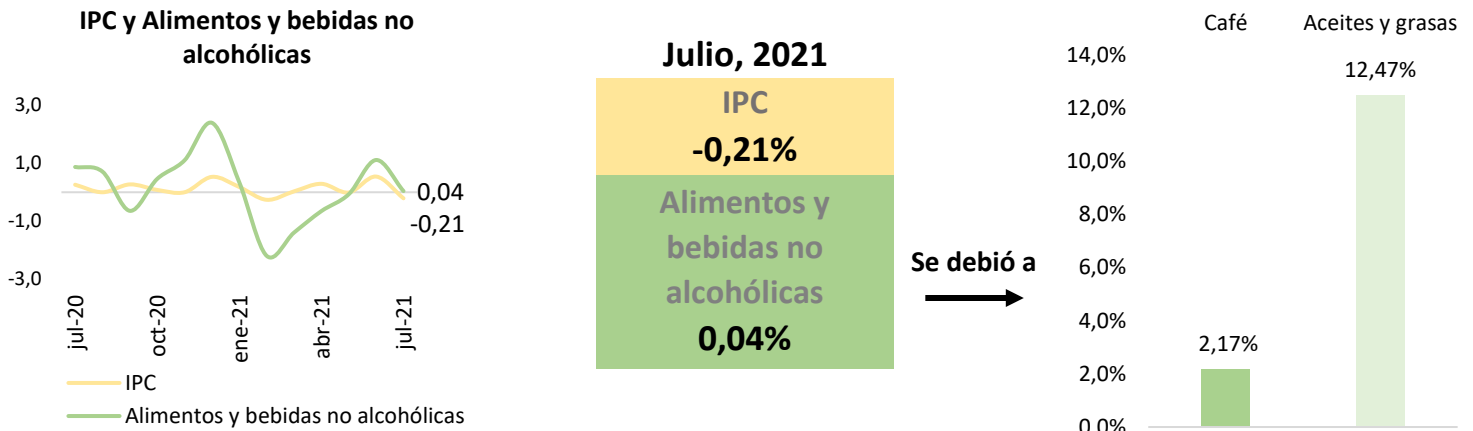 IPC y Alimentos y bebidas no
alcohólicas
3,0
1,0
-1,0
-3,0
0,04
-0,21
jul-20
oct-20
ene-21
abr-21
jul-21
IPC
Alimentos y bebidas no alcohólicas
Julio, 2021
IPC
-0,21%
Alimentos y
bebidas no
alcohólicas
0,04%
Se debió a
Café
Aceites y grasas
14,0%
12,0%
10,0%
8,0%
6,0%
4,0%
2,0%
0,0%
2,17%
12,47%